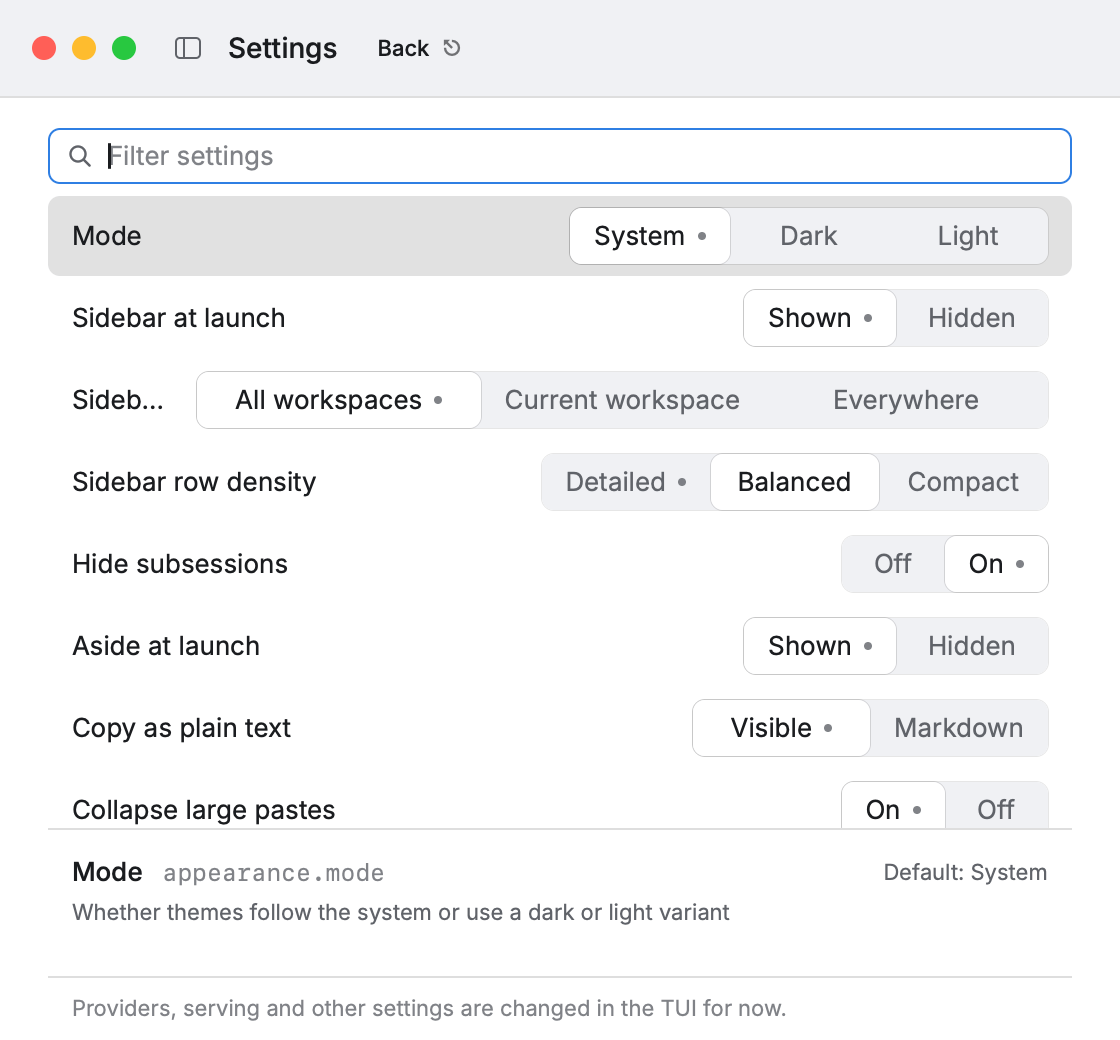 Settings Back
Filter settings
Mode System • Dark Light
Sidebar at launch Shown • Hidden
Sideb... All workspaces • Current workspace Everywhere
Sidebar row density Detailed • Balanced Compact
Hide subsessions Off On •
Aside at launch Shown • Hidden
Copy as plain text Visible • Markdown
Collapse large pastes On • Off
Mode appearance.mode Default: System
Whether themes follow the system or use a dark or light variant
Providers, serving and other settings are changed in the TUI for now.